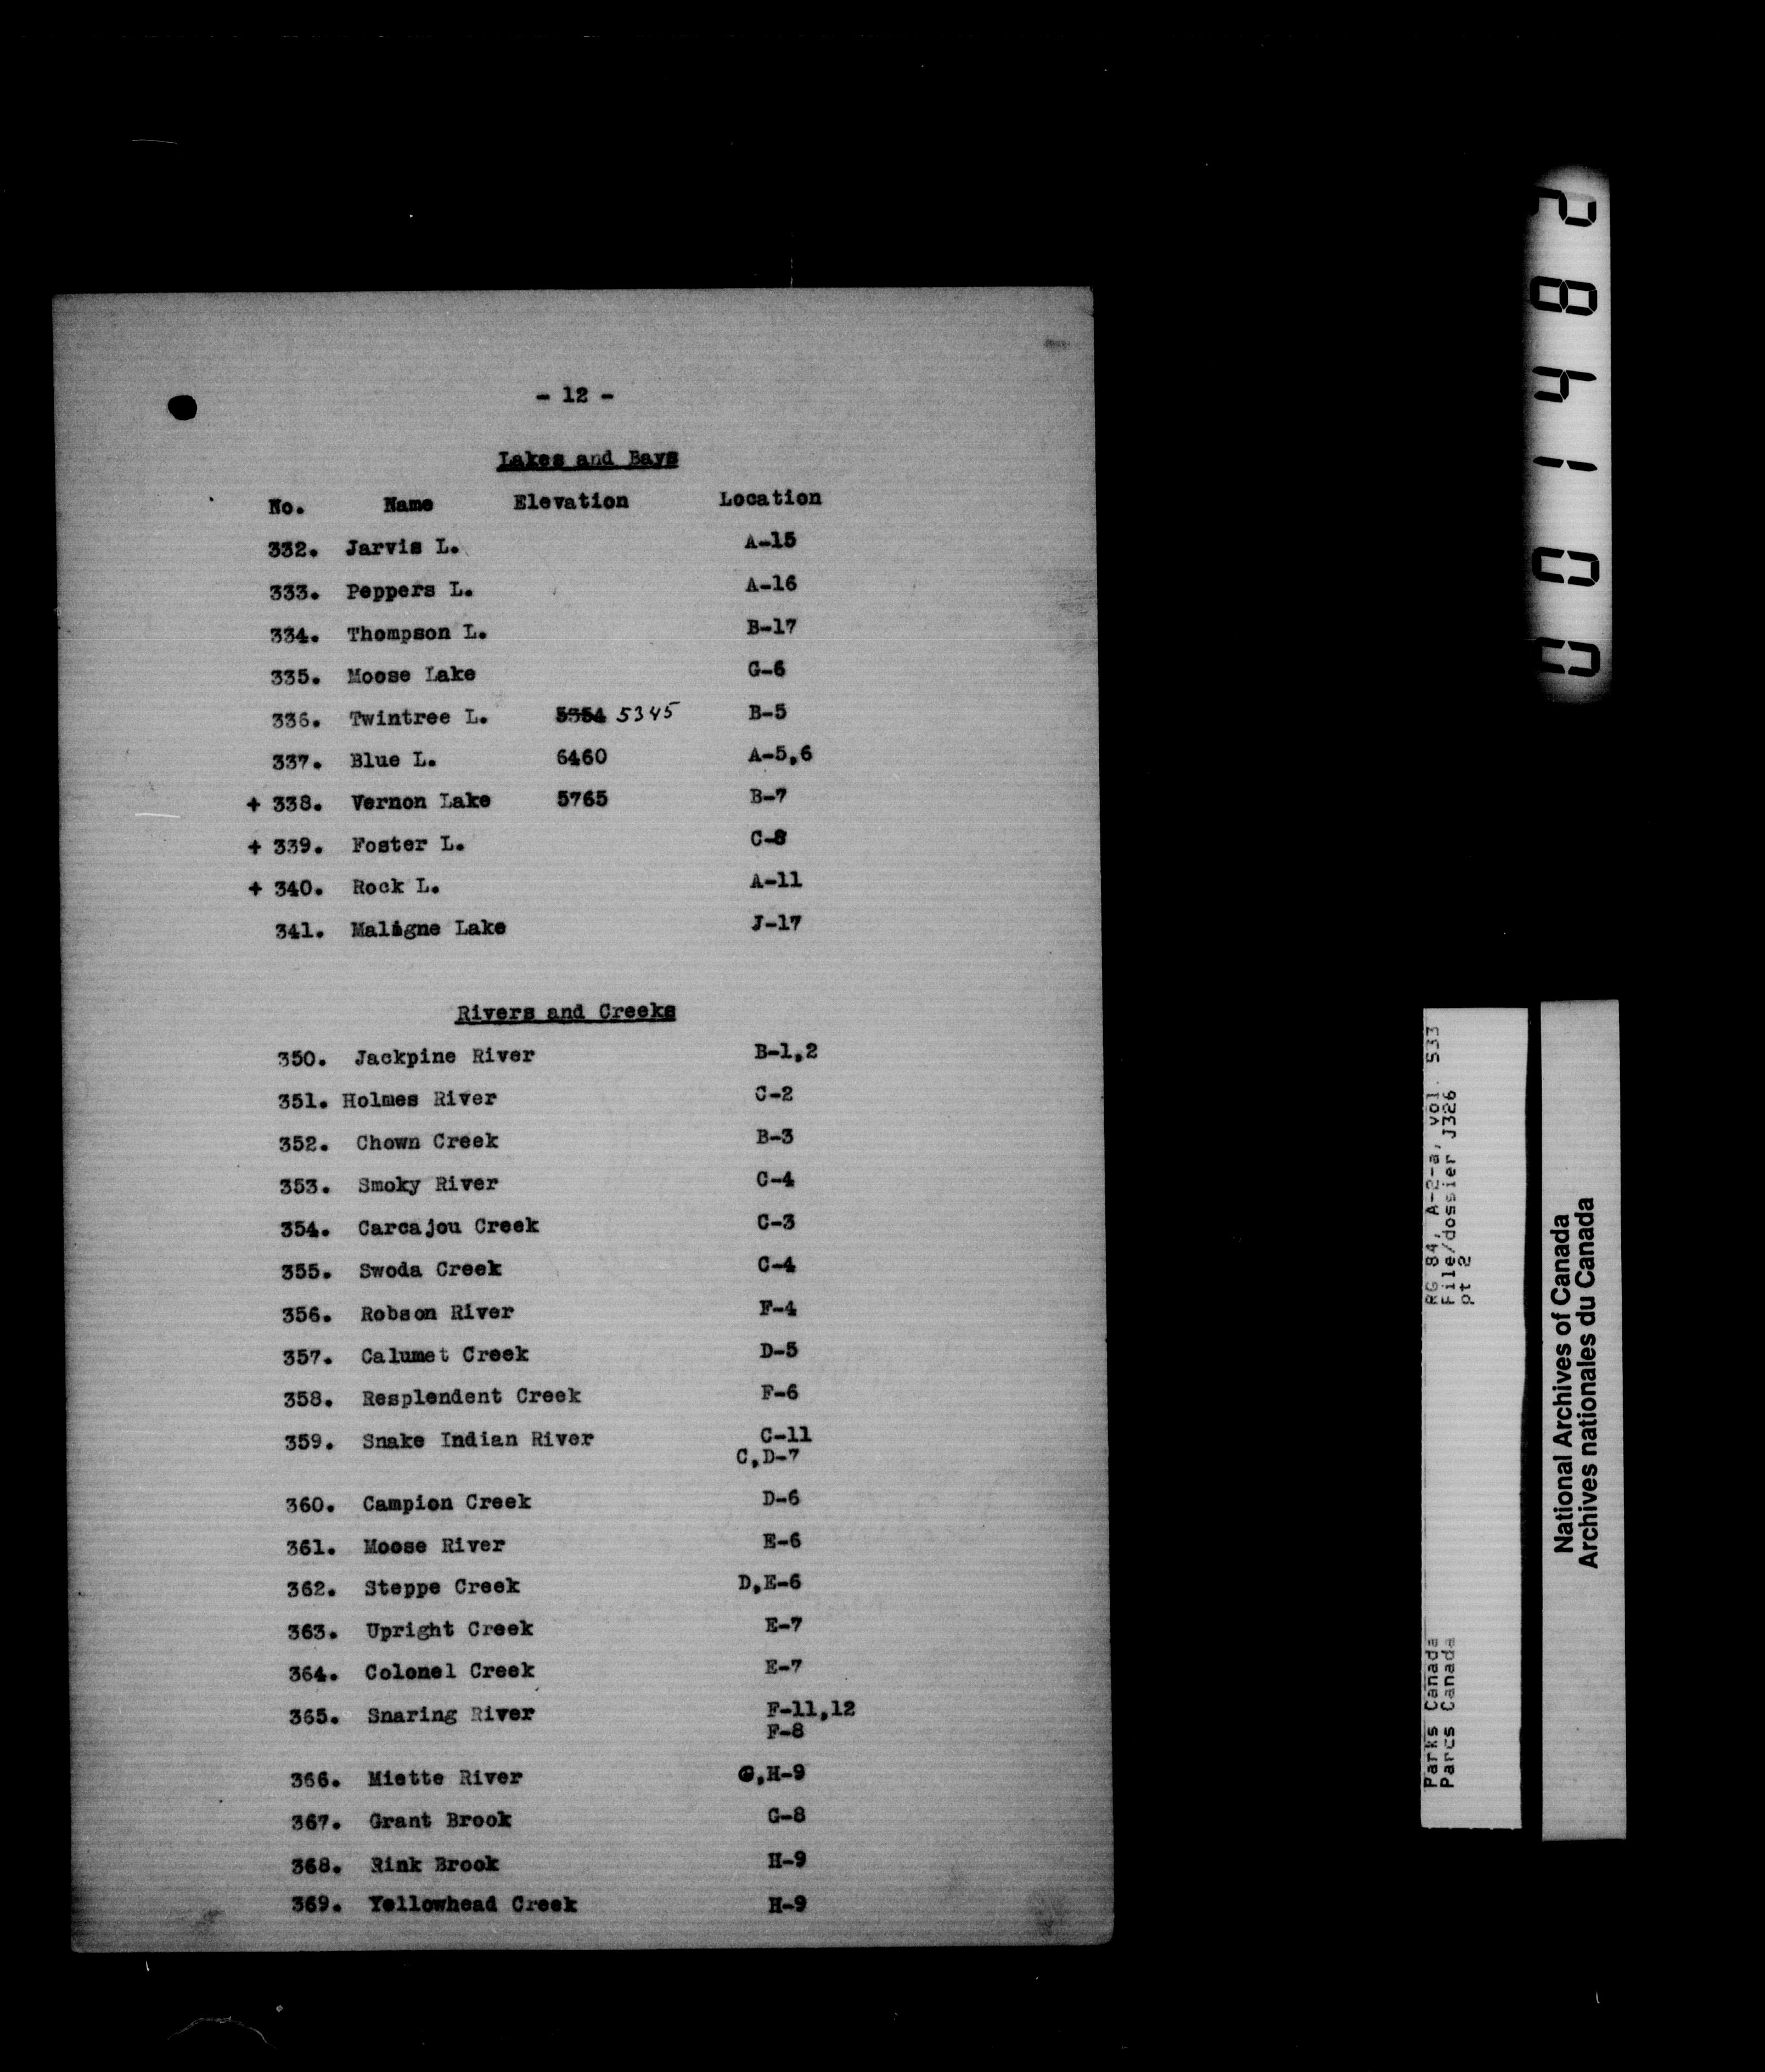 - 12 -
Lakes and Bays
No. Name Elevation Location
332. Jarvis L. A-15
333. Peppers L. A-16
334. Thompson L. B-17
335. Moose Lake G-6
336. Twintree L. 5354 5345 B-5
337. Blue L. 6460 A-5,6
+ 338. Vernon Lake 5765 B-7
+ 339. Foster L. C-8
+ 340. Rock L. A-11
341. Maligne Lake J-17
Rivers and Creeks
350. Jackpine River B-1,2
351. Holmes River C-2
352. Chown Creek B-3
353. Smoky River C-4
354. Carcajou Creek C-3
355. Swoda Creek C-4
356. Robson River F-4
357. Calumet Creek D-5
358. Resplendent Creek F-6
359. Snake Indian River C-11
C,D-7
360. Campion Creek D-6
361. Moose River E-6
362. Steppe Creek D,E-6
363. Upright Creek E-7
364. Colonel Creek E-7
365. Snaring River F-11,12
F-8
366. Miette River G,H-9
367. Grant Brook G-8
368. Rink Brook H-9
369. Yellowhead Creek H-9
001482
Parks Canada RG 84, A-2-a, vol. 533
Parcs Canada File/dossier J326
pt 2
National Archives of Canada
Archives nationales du Canada